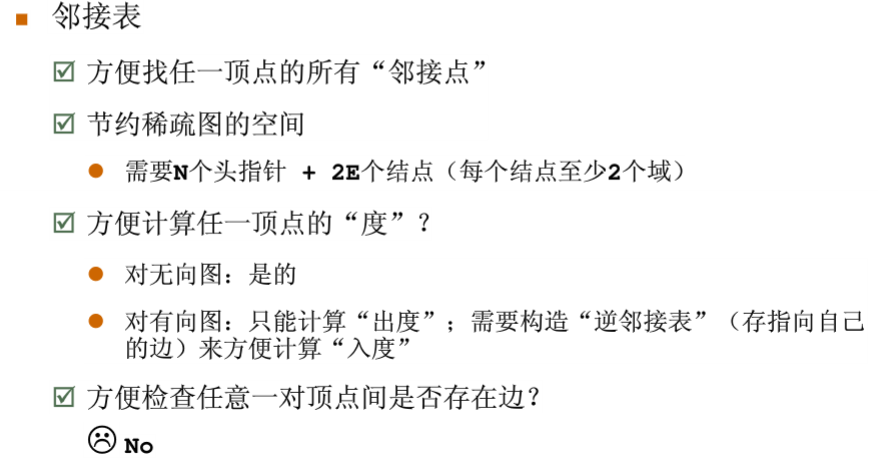 邻接表
方便找任一顶点的所有“邻接点”
节约稀疏图的空间
需要N个头指针 + 2E个结点（每个结点至少2个域）
方便计算任一顶点的“度”？
对无向图：是的
对有向图：只能计算“出度”；需要构造“逆邻接表”（存指向自己
的边）来方便计算“入度”
方便检查任意一对顶点间是否存在边？
No